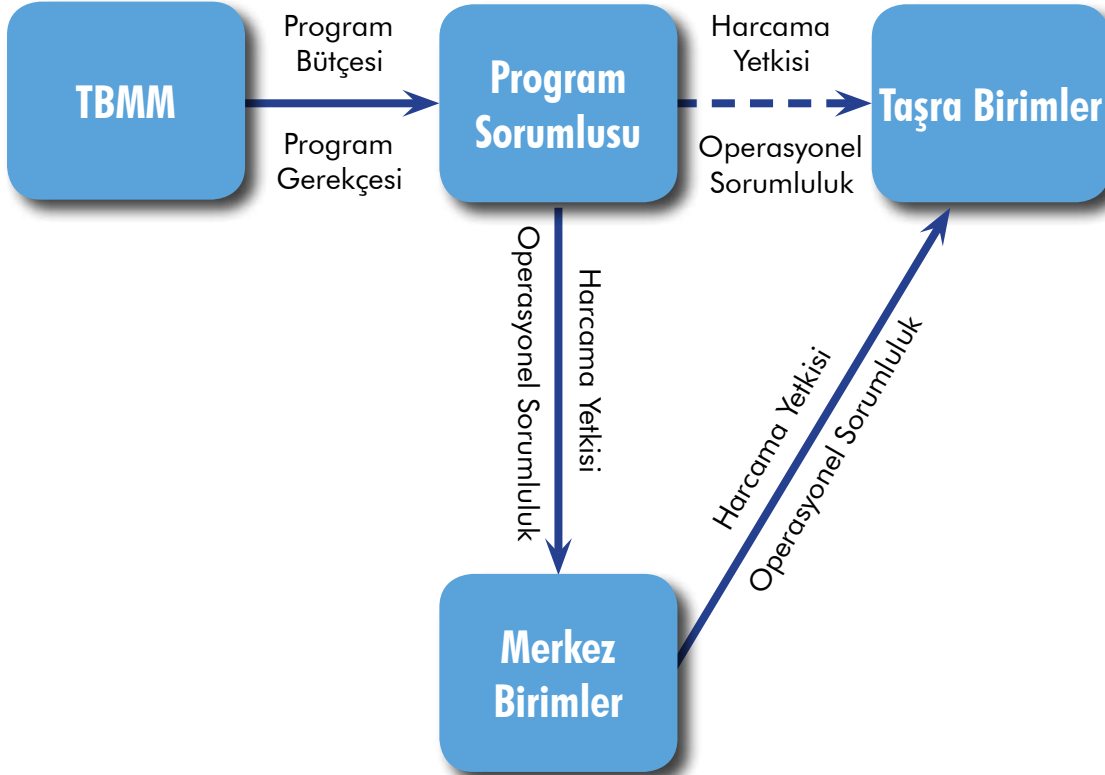 TBMM
Program
Bütçesi
Program
Gerekçesi
Program
Sorumlusu
Harcama
Yetkisi
Operasyonel
Sorumluluk
Taşra Birimler
Operasyonel Sorumluluk
Harcama Yetkisi
Harcama Yetkisi
Operasyonel Sorumluluk
Merkez
Birimler